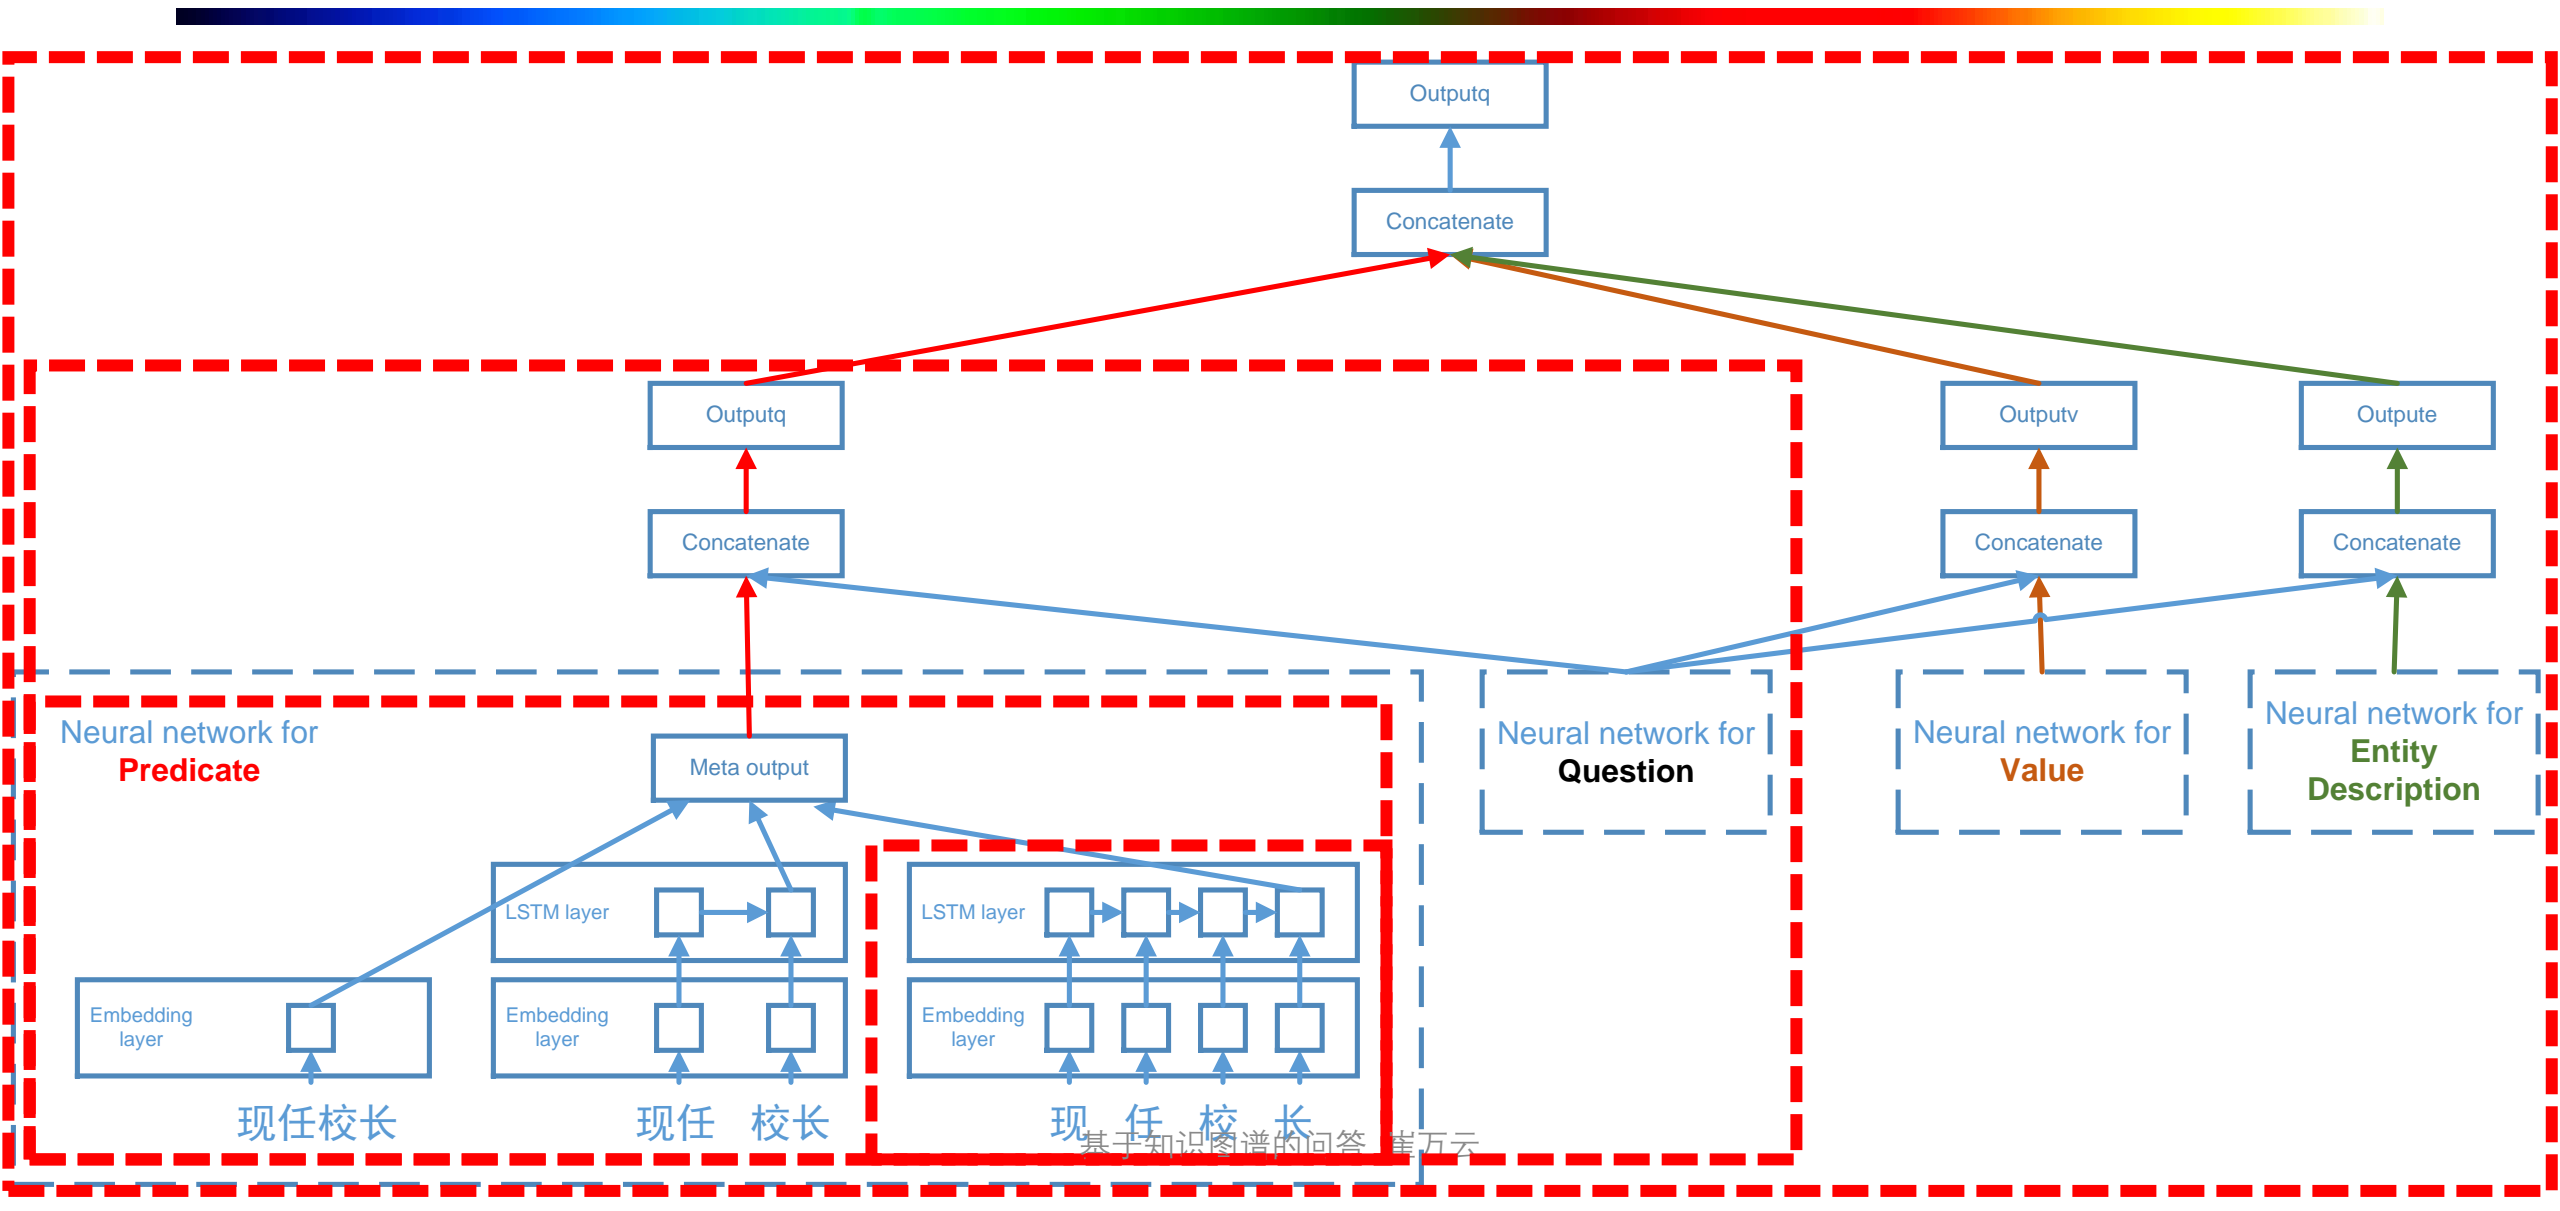 Outputq
Concatenate
Outputq
Outputv
Outpute
Concatenate
Concatenate
Concatenate
Neural network for
Predicate
Meta output
Neural network for
Question
Neural network for
Value
Neural network for
Entity
Description
LSTM layer
LSTM layer
Embedding
layer
Embedding
layer
Embedding
layer
现任校长
现任 校长
现 任 校 长
基于知识图谱的问答 崔万云